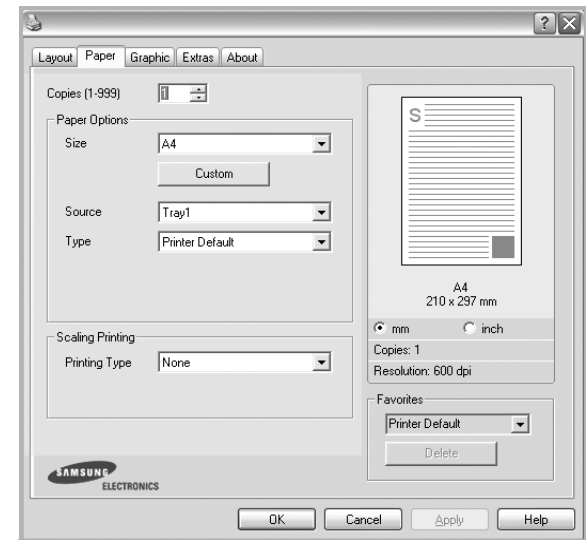 Layout Paper Graphic Extras About
Copies (1-999) 1
Paper Options
Size A4
Custom
Source Tray1
Type Printer Default
Scaling Printing
Printing Type None
SAMSUNG
ELECTRONICS
S
A4
210 x 297 mm
mm inch
Copies: 1
Resolution: 600 dpi
Favorites
Printer Default
Delete
OK Cancel Apply Help